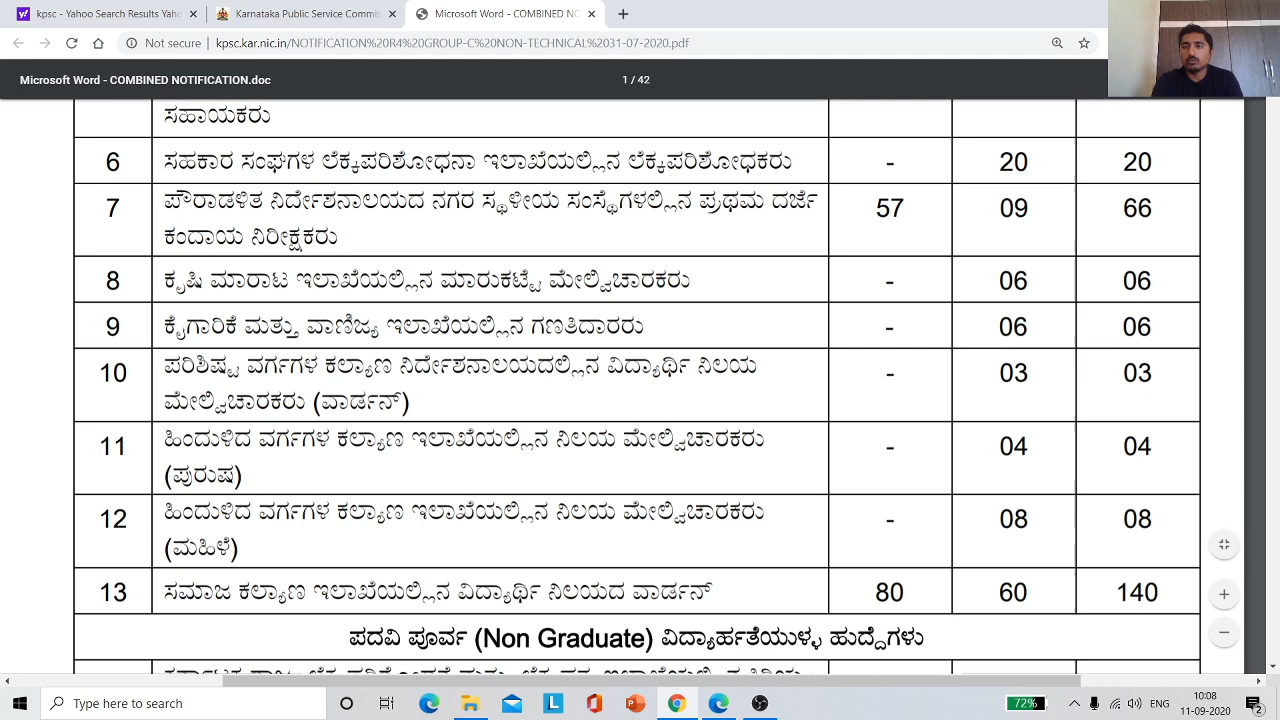 kpsc - Yahoo Search Results Yaho
Karnataka Public Service Commiss
Microsoft Word - COMBINED NO
Not secure | kpsc.kar.nic.in/NOTIFICATION%20R4%20GROUP-C%20NON-TECHNICAL%2031-07-2020.pdf
Microsoft Word - COMBINED NOTIFICATION.doc 1 / 42
ಸಹಾಯಕರು
6 ಸಹಕಾರ ಸಂಘಗಳ ಲೆಕ್ಕಪರಿಶೋಧನಾ ಇಲಾಖೆಯಲ್ಲಿನ ಲೆಕ್ಕಪರಿಶೋಧಕರು - 20 20
7 ಪೌರಾಡಳಿತ ನಿರ್ದೇಶನಾಲಯದ ನಗರ ಸ್ಥಳೀಯ ಸಂಸ್ಥೆಗಳಲ್ಲಿನ ಪ್ರಥಮ ದರ್ಜೆ 57 09 66
ಕಂದಾಯ ನಿರೀಕ್ಷಕರು
8 ಕೃಷಿ ಮಾರಾಟ ಇಲಾಖೆಯಲ್ಲಿನ ಮಾರುಕಟ್ಟೆ ಮೇಲ್ವಿಚಾರಕರು - 06 06
9 ಕೈಗಾರಿಕೆ ಮತ್ತು ವಾಣಿಜ್ಯ ಇಲಾಖೆಯಲ್ಲಿನ ಗಣತಿದಾರರು - 06 06
10 ಪರಿಶಿಷ್ಟ ವರ್ಗಗಳ ಕಲ್ಯಾಣ ನಿರ್ದೇಶನಾಲಯದಲ್ಲಿನ ವಿದ್ಯಾರ್ಥಿ ನಿಲಯ - 03 03
ಮೇಲ್ವಿಚಾರಕರು (ವಾರ್ಡನ್)
11 ಹಿಂದುಳಿದ ವರ್ಗಗಳ ಕಲ್ಯಾಣ ಇಲಾಖೆಯಲ್ಲಿನ ನಿಲಯ ಮೇಲ್ವಿಚಾರಕರು - 04 04
(ಪುರುಷ)
12 ಹಿಂದುಳಿದ ವರ್ಗಗಳ ಕಲ್ಯಾಣ ಇಲಾಖೆಯಲ್ಲಿನ ನಿಲಯ ಮೇಲ್ವಿಚಾರಕರು - 08 08
(ಮಹಿಳೆ)
13 ಸಮಾಜ ಕಲ್ಯಾಣ ಇಲಾಖೆಯಲ್ಲಿನ ವಿದ್ಯಾರ್ಥಿ ನಿಲಯದ ವಾರ್ಡನ್ 80 60 140
ಪದವಿ ಪೂರ್ವ (Non Graduate) ವಿದ್ಯಾರ್ಹತೆಯುಳ್ಳ ಹುದ್ದೆಗಳು
Type here to search
72%
10:08
11-09-2020
2